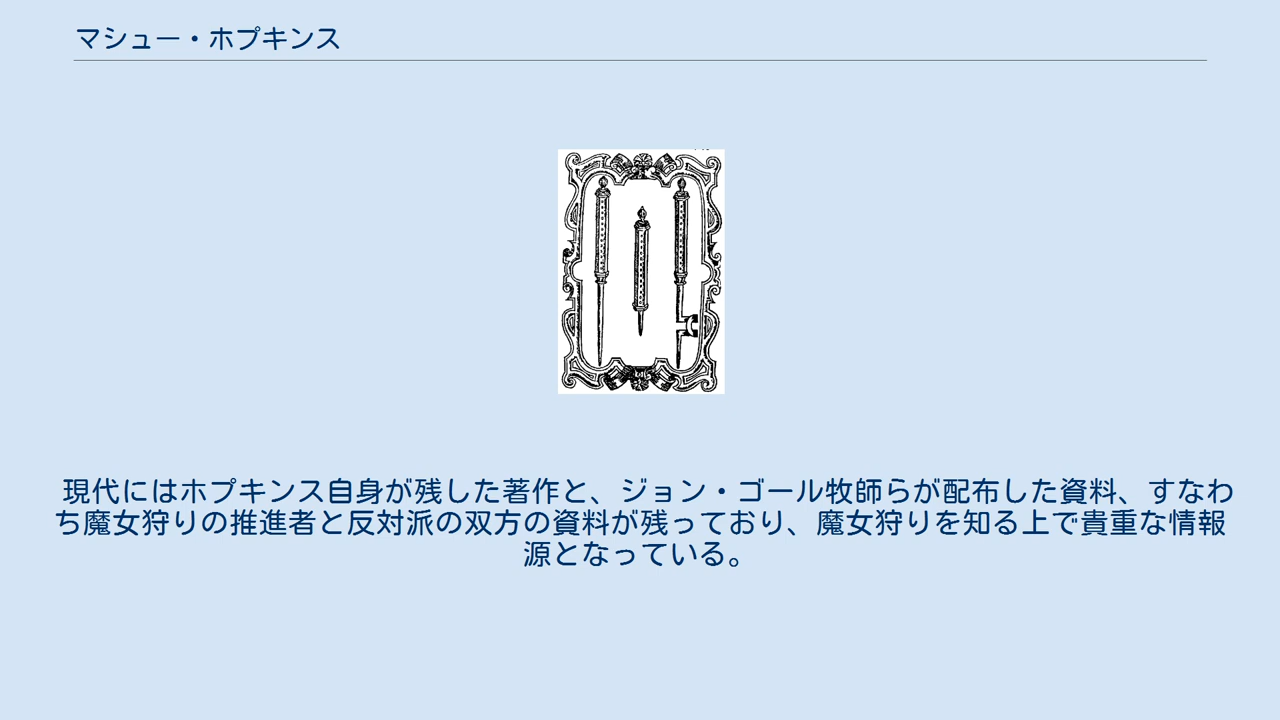 マシュー・ホプキンス
現代にはホプキンス自身が残した著作と、ジョン・ゴール牧師らが配布した資料、すなわ
ち魔女狩りの推進者と反対派の双方の資料が残っており、魔女狩りを知る上で貴重な情報
源となっている。